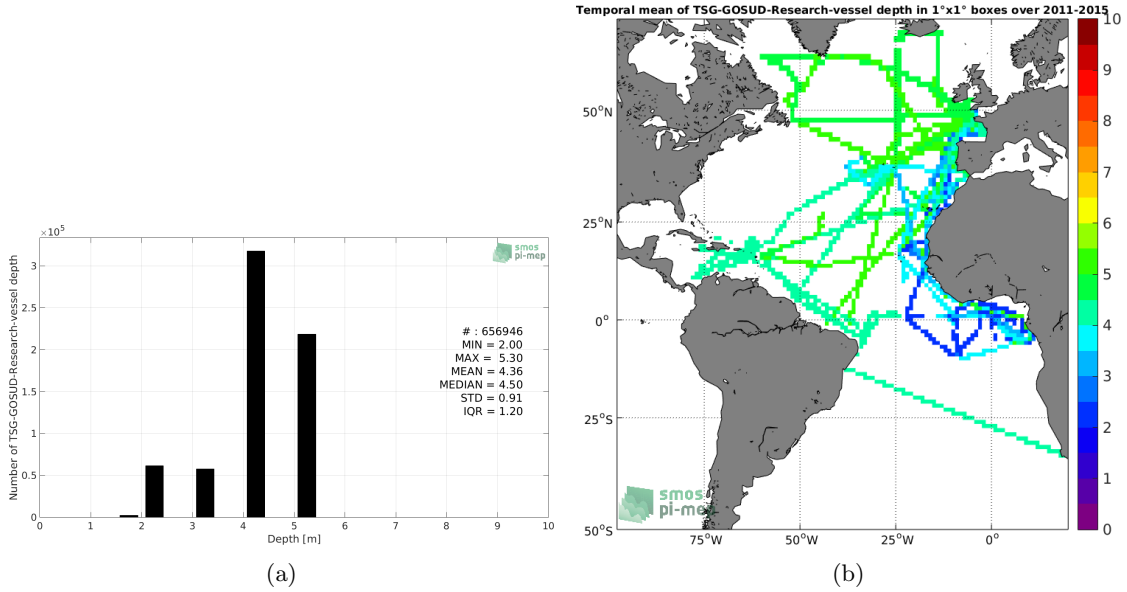 ×10⁵
3
2.5
2
1.5
1
0.5
0
Number of TSG-GOSUD-Research-vessel depth
smos
pi-mep
# : 656946
MIN = 2.00
MAX = 5.30
MEAN = 4.36
MEDIAN = 4.50
STD = 0.91
IQR = 1.20
0 1 2 3 4 5 6 7 8 9 10
Depth [m]
(a)
Temporal mean of TSG-GOSUD-Research-vessel depth in 1°x1° boxes over 2011-2015
50°N
25°N
0°
25°S
50°S
75°W 50°W 25°W 0°
smos
pi-mep
10
9
8
7
6
5
4
3
2
1
0
(b)